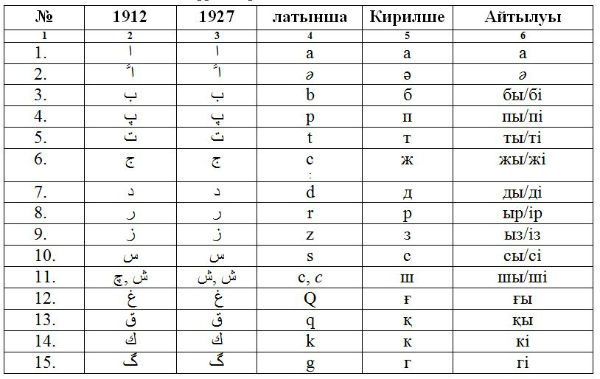 № 1912 1927 латынша Кирилше Айтылуы
1 2 3 4 5 6
1. ا ا a а а
2. اً اً ә ә ә
3. ب ب b б бы/бі
4. پ پ p п пы/пі
5. ت ت t т ты/ті
6. ج ج c ж жы/жі
:
7. د د d д ды/ді
8. ر ر r р ыр/ір
9. ز ز z з ыз/із
10. س س s с сы/сі
11. چ ,ش ش ,ش c, c ш шы/ші
12. غ غ Q ғ ғы
13. ق ق q қ қы
14. ك ك k к кі
15. گ گ g г гі